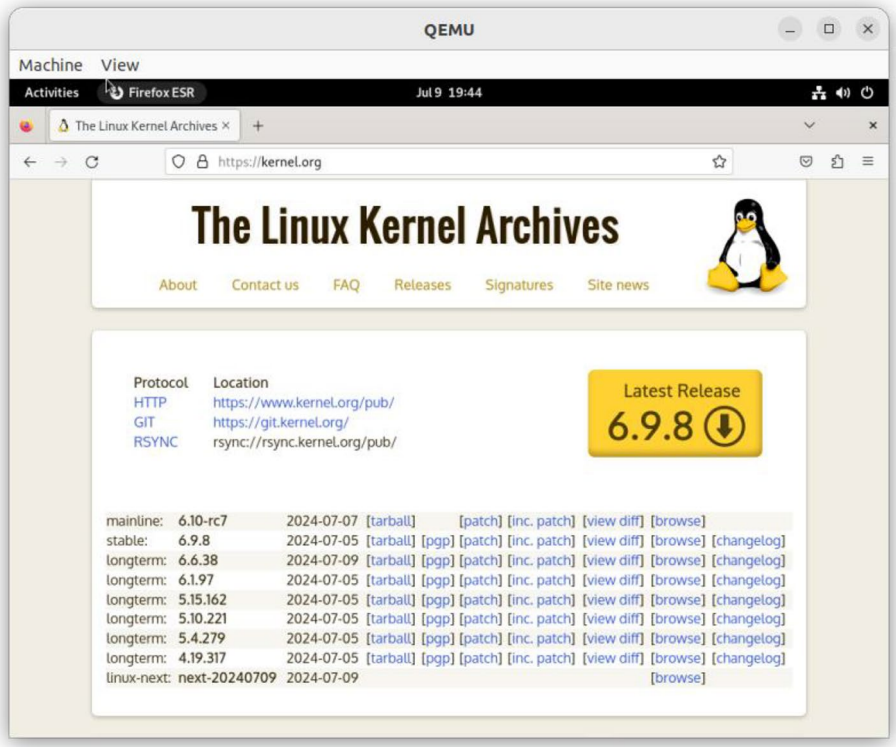 QEMU
Machine View
Activities Firefox ESR Jul 9 19:44
The Linux Kernel Archives
https://kernel.org
The Linux Kernel Archives
About Contact us FAQ Releases Signatures Site news
Protocol Location
HTTP https://www.kernel.org/pub/
GIT https://git.kernel.org/
RSYNC rsync://rsync.kernel.org/pub/
Latest Release
6.9.8
mainline: 6.10-rc7 2024-07-07 [tarball] [patch] [inc. patch] [view diff] [browse]
stable: 6.9.8 2024-07-05 [tarball] [pgp] [patch] [inc. patch] [view diff] [browse] [changelog]
longterm: 6.6.38 2024-07-09 [tarball] [pgp] [patch] [inc. patch] [view diff] [browse] [changelog]
longterm: 6.1.97 2024-07-05 [tarball] [pgp] [patch] [inc. patch] [view diff] [browse] [changelog]
longterm: 5.15.162 2024-07-05 [tarball] [pgp] [patch] [inc. patch] [view diff] [browse] [changelog]
longterm: 5.10.221 2024-07-05 [tarball] [pgp] [patch] [inc. patch] [view diff] [browse] [changelog]
longterm: 5.4.279 2024-07-05 [tarball] [pgp] [patch] [inc. patch] [view diff] [browse] [changelog]
longterm: 4.19.317 2024-07-05 [tarball] [pgp] [patch] [inc. patch] [view diff] [browse] [changelog]
linux-next: next-20240709 2024-07-09 [browse]